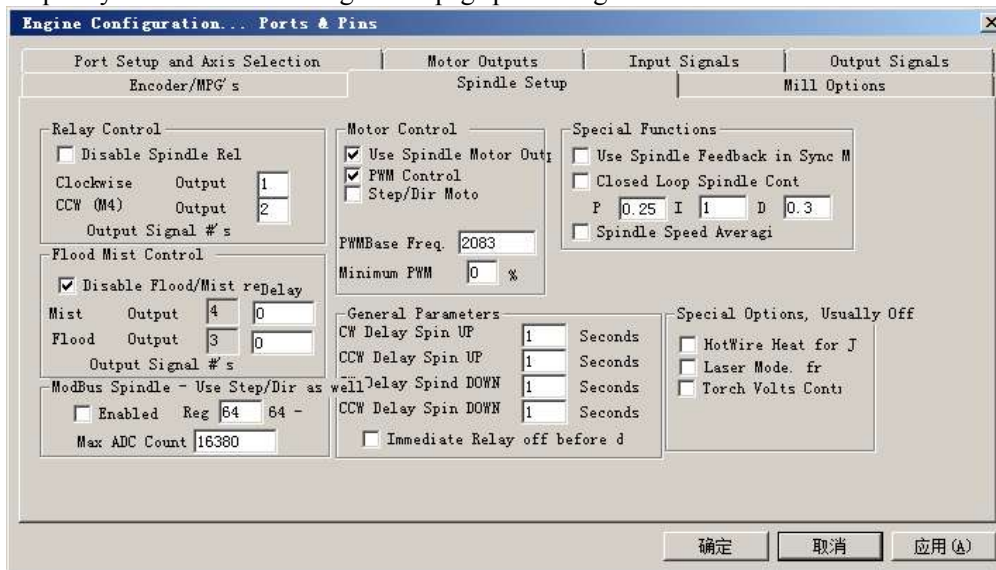 Engine Configuration... Ports & Pins
Port Setup and Axis Selection
Motor Outputs
Input Signals
Output Signals
Encoder/MPG's
Spindle Setup
Mill Options
Relay Control
Disable Spindle Rel
Clockwise Output 1
CCW (M4) Output 2
Output Signal #'s
Flood Mist Control
Disable Flood/Mist re Delay
Mist Output 4 0
Flood Output 3 0
Output Signal #'s
ModBus Spindle - Use Step/Dir as well
Enabled Reg 64 64 -
Max ADC Count 16380
Motor Control
Use Spindle Motor Outp
PWM Control
Step/Dir Moto
PWMBase Freq. 2083
Minimum PWM 0 %
General Parameters
CW Delay Spin UP 1 Seconds
CCW Delay Spin UP 1 Seconds
Delay Spind DOWN 1 Seconds
CCW Delay Spin DOWN 1 Seconds
Immediate Relay off before d
Special Functions
Use Spindle Feedback in Sync M
Closed Loop Spindle Cont
P 0.25 I 1 D 0.3
Spindle Speed Averagi
Special Options, Usually Off
HotWire Heat for J
Laser Mode. fr
Torch Volts Cont
确定
取消
应用(A)